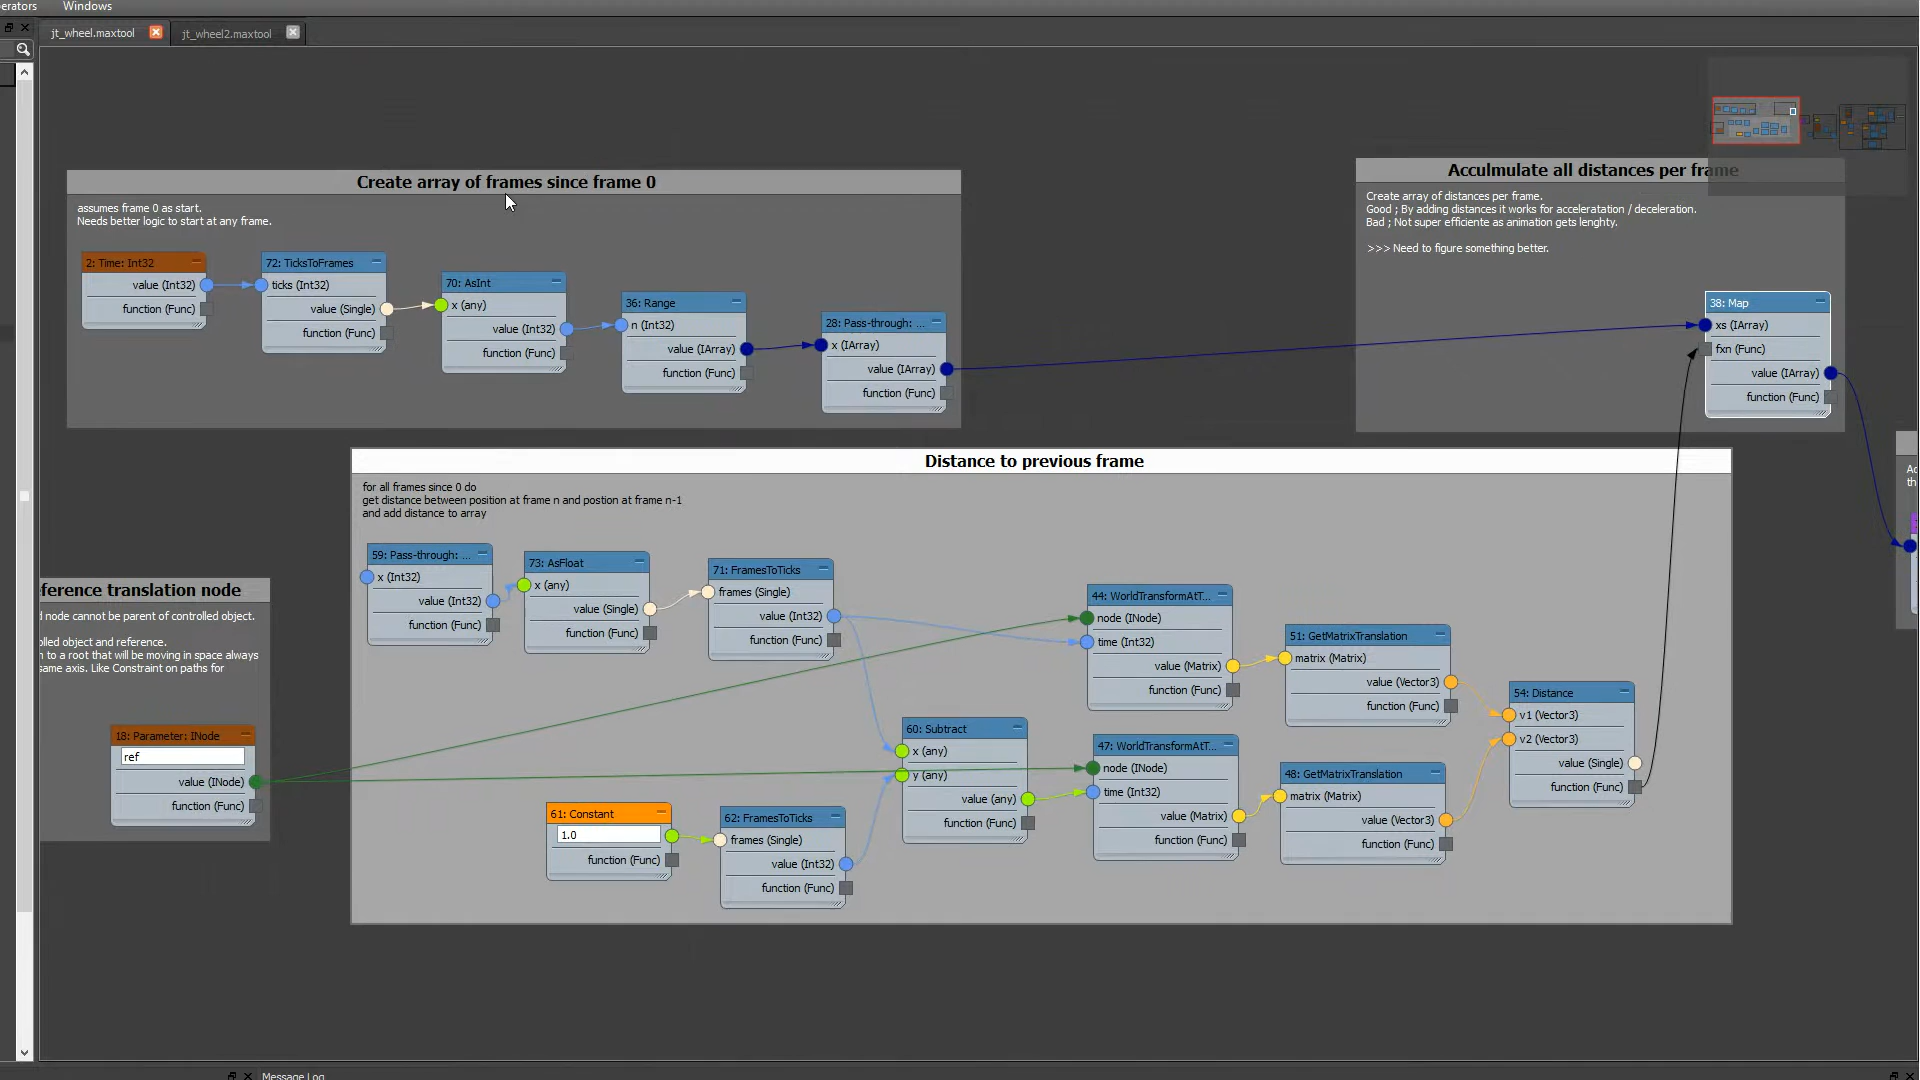 erators Windows
jt_wheel.maxtool
jt_wheel2.maxtool
Create array of frames since frame 0
assumes frame 0 as start.
Needs better logic to start at any frame.
2: Time: Int32
value (Int32)
function (Func)
72: TicksToFrames
ticks (Int32)
value (Single)
function (Func)
70: AsInt
x (any)
value (Int32)
function (Func)
36: Range
n (Int32)
value (IArray)
function (Func)
28: Pass-through: ...
x (IArray)
value (IArray)
function (Func)
Acculmulate all distances per frame
Create array of distances per frame.
Good ; By adding distances it works for acceleratation / deceleration.
Bad ; Not super efficiente as animation gets lenghty.
>>> Need to figure something better.
38: Map
xs (IArray)
fxn (Func)
value (IArray)
function (Func)
Distance to previous frame
for all frames since 0 do
get distance between position at frame n and postion at frame n-1
and add distance to array
59: Pass-through: ...
x (Int32)
value (Int32)
function (Func)
73: AsFloat
x (any)
value (Single)
function (Func)
71: FramesToTicks
frames (Single)
value (Int32)
function (Func)
44: WorldTransformAtT...
node (INode)
time (Int32)
value (Matrix)
function (Func)
51: GetMatrixTranslation
matrix (Matrix)
value (Vector3)
function (Func)
54: Distance
v1 (Vector3)
v2 (Vector3)
value (Single)
function (Func)
60: Subtract
x (any)
y (any)
value (any)
function (Func)
47: WorldTransformAtT...
node (INode)
time (Int32)
value (Matrix)
function (Func)
48: GetMatrixTranslation
matrix (Matrix)
value (Vector3)
function (Func)
61: Constant
1.0
function (Func)
62: FramesToTicks
frames (Single)
value (Int32)
function (Func)
ference translation node
d node cannot be parent of controlled object.
olled object and reference.
n to a root that will be moving in space always
same axis. Like Constraint on paths for
18: Parameter: INode
ref
value (INode)
function (Func)
Ac
th
Message Log